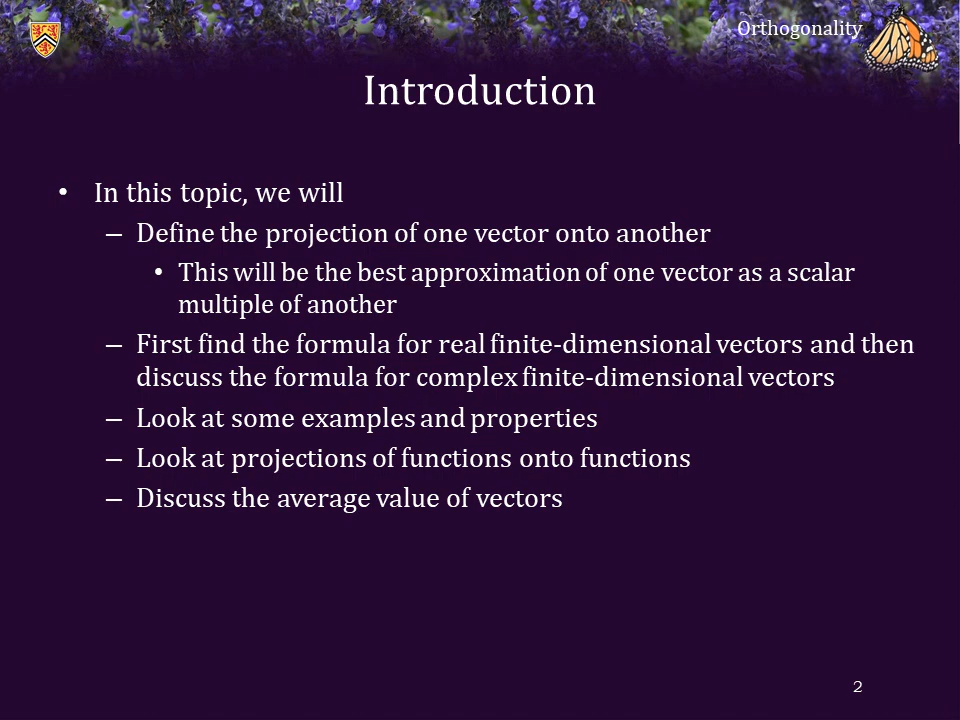 Orthogonality
Introduction
• In this topic, we will
– Define the projection of one vector onto another
• This will be the best approximation of one vector as a scalar
multiple of another
– First find the formula for real finite-dimensional vectors and then
discuss the formula for complex finite-dimensional vectors
– Look at some examples and properties
– Look at projections of functions onto functions
– Discuss the average value of vectors
2